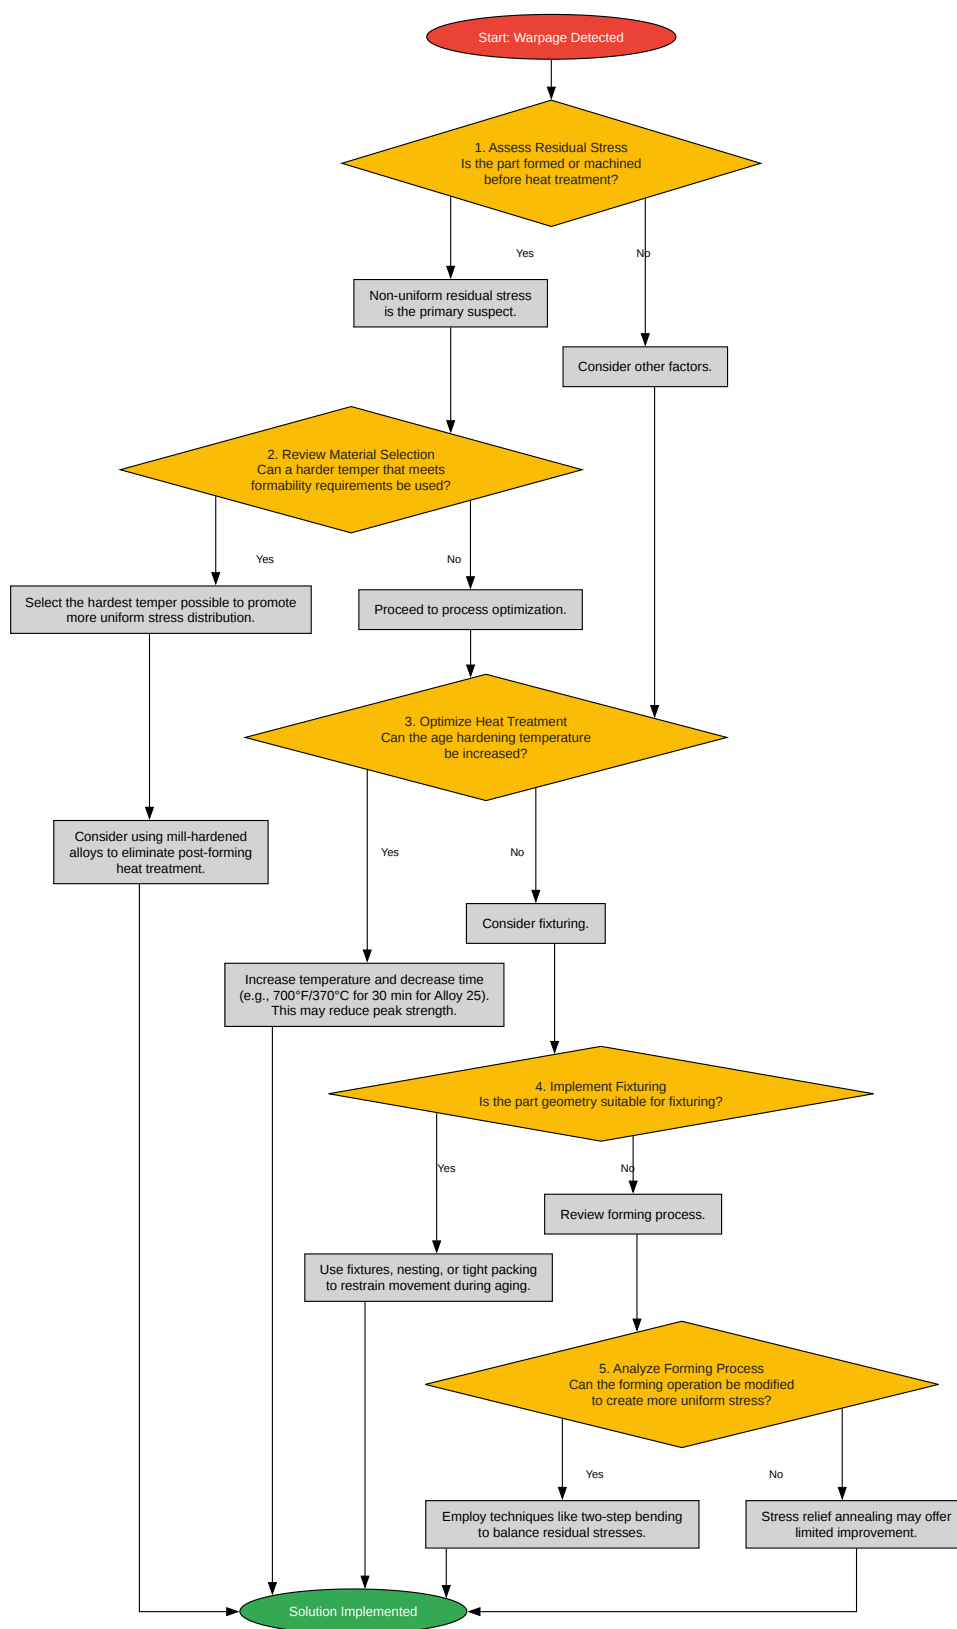 Start: Warpage Detected
1. Assess Residual Stress
Is the part formed or machined
before heat treatment?
Yes
No
Non-uniform residual stress
is the primary suspect.
Consider other factors.
2. Review Material Selection
Can a harder temper that meets
formability requirements be used?
Yes
No
Select the hardest temper possible to promote
more uniform stress distribution.
Proceed to process optimization.
3. Optimize Heat Treatment
Can the age hardening temperature
be increased?
Consider using mill-hardened
alloys to eliminate post-forming
heat treatment.
Yes
No
Consider fixturing.
Increase temperature and decrease time
(e.g., 700°F/370°C for 30 min for Alloy 25).
This may reduce peak strength.
4. Implement Fixturing
Is the part geometry suitable for fixturing?
Yes
No
Review forming process.
Use fixtures, nesting, or tight packing
to restrain movement during aging.
5. Analyze Forming Process
Can the forming operation be modified
to create more uniform stress?
Yes
No
Employ techniques like two-step bending
to balance residual stresses.
Stress relief annealing may offer
limited improvement.
Solution Implemented